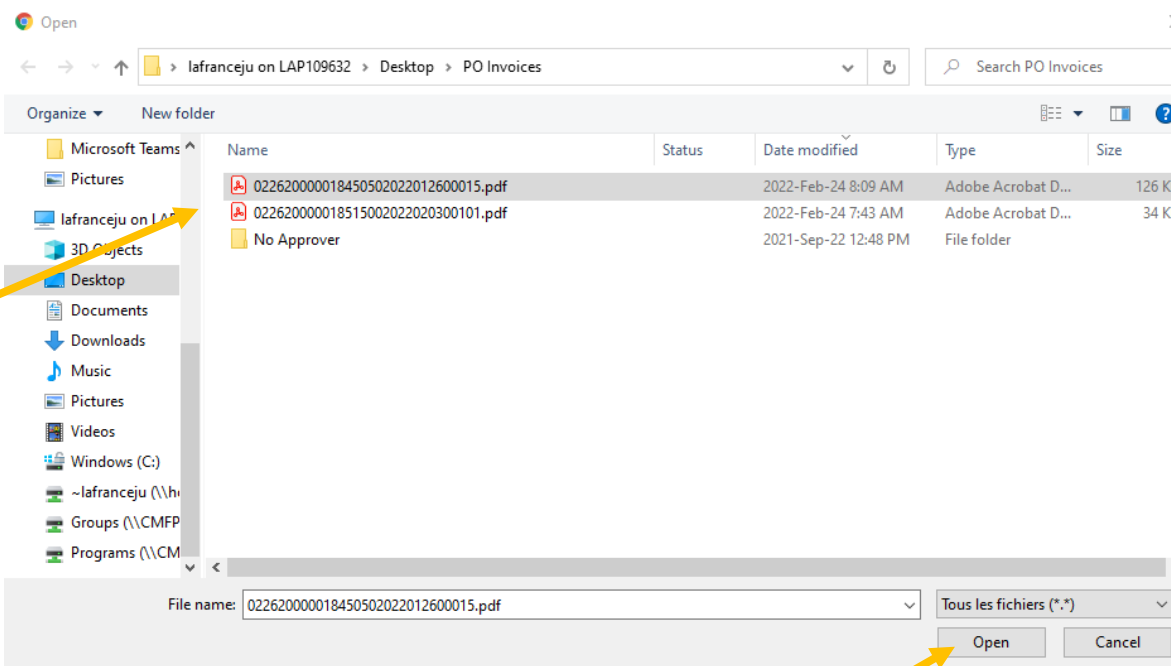 Open
lafranceju on LAP109632 > Desktop > PO Invoices
Search PO Invoices
Organize
New folder
Name
Status
Date modified
Type
Size
Microsoft Teams
Pictures
lafranceju on
3D Objects
Desktop
Documents
Downloads
Music
Pictures
Videos
Windows (C:)
~lafranceju (\\h
Groups (\\CMFP
Programs (\\CM
022620000018450502022012600015.pdf 2022-Feb-24 8:09 AM Adobe Acrobat D... 126 K
022620000018515002022020300101.pdf 2022-Feb-24 7:43 AM Adobe Acrobat D... 34 K
No Approver 2021-Sep-22 12:48 PM File folder
File name: 022620000018450502022012600015.pdf
Tous les fichiers (*.*)
Open
Cancel